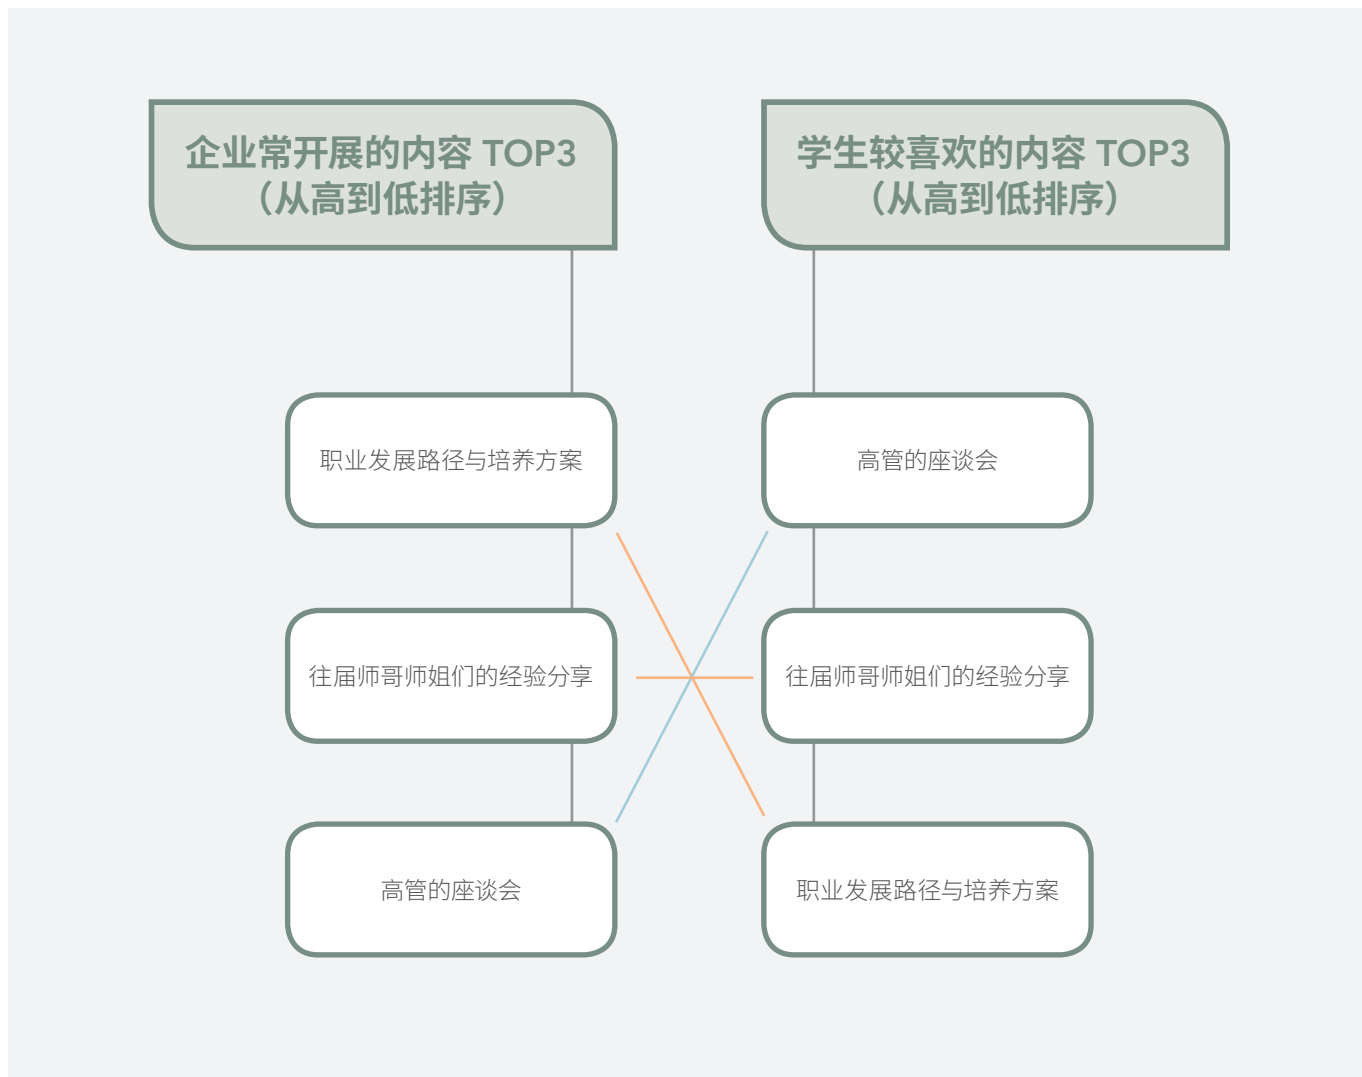 企业常开展的内容 TOP3
（从高到低排序）
职业发展路径与培养方案
往届师哥师姐们的经验分享
高管的座谈会
学生较喜欢的内容 TOP3
（从高到低排序）
高管的座谈会
往届师哥师姐们的经验分享
职业发展路径与培养方案